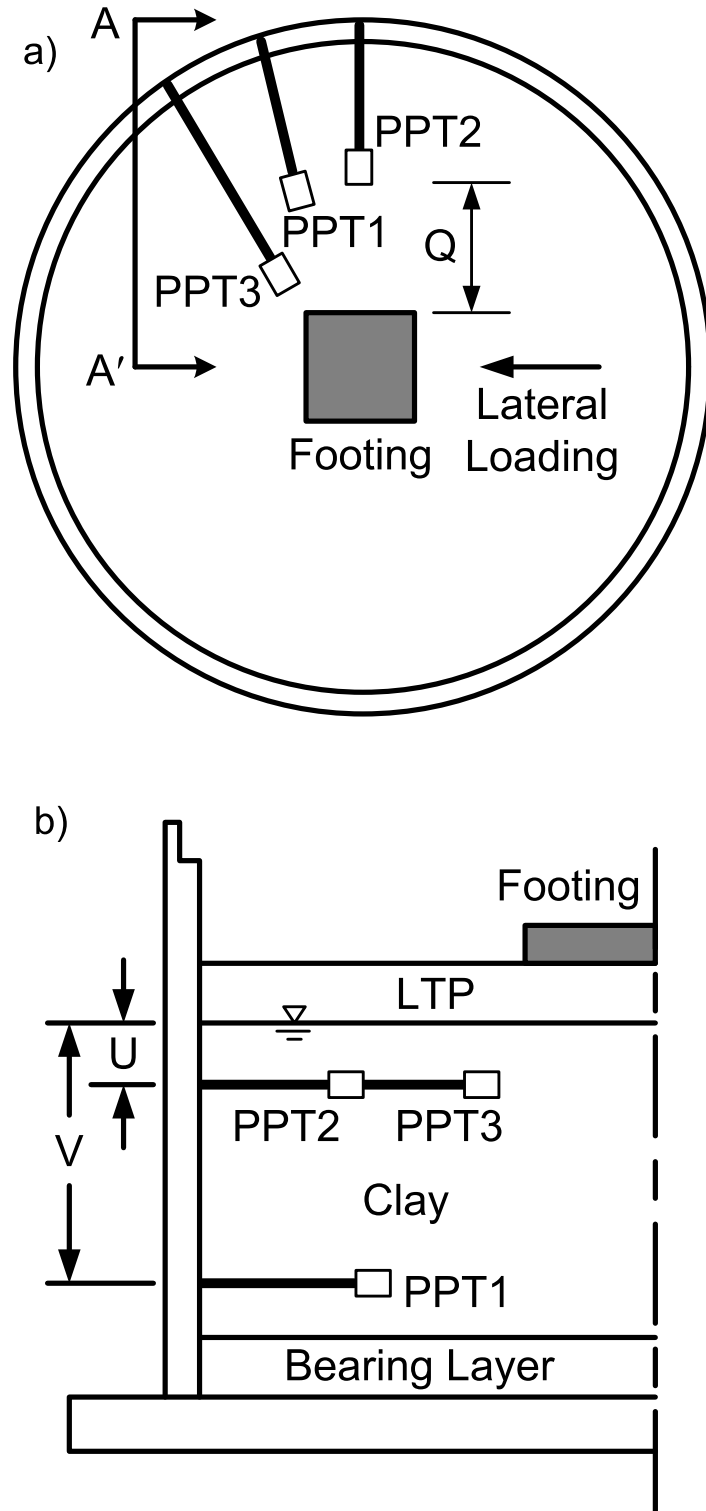 A
a)
PPT2
PPT1
Q
PPT3
A′
Lateral
Loading
Footing
b)
Footing
LTP
U
PPT2
PPT3
V
Clay
PPT1
Bearing Layer